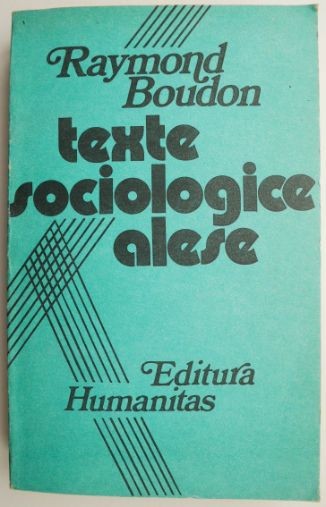 Raymond
Boudon
texte
sociologice
alese
Editura
Humanitas